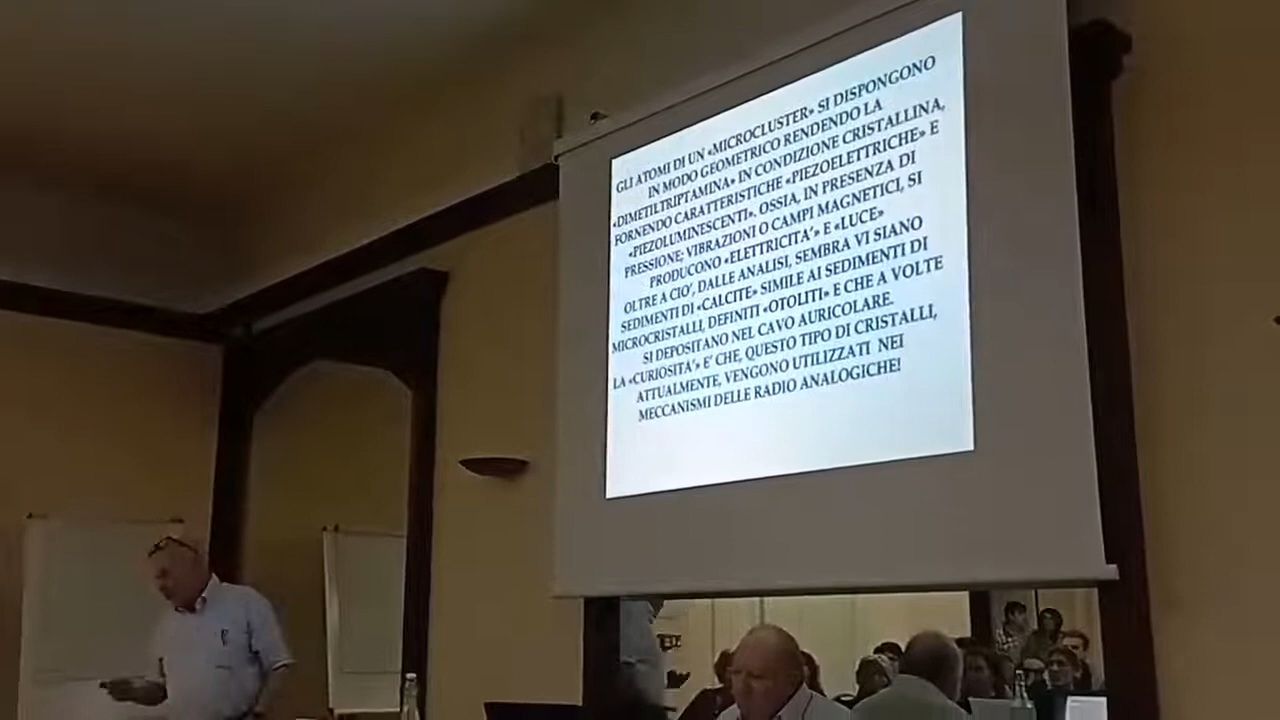 GLI ATOMI DI UN «MICROCLUSTER» SI DISPONGONO
IN MODO GEOMETRICO RENDENDO LA
«DIMETILTRIPTAMINA» IN CONDIZIONE CRISTALLINA,
FORNENDO CARATTERISTICHE «PIEZOELETTRICHE» E
«PIEZOLUMINESCENTI». OSSIA, IN PRESENZA DI
PRESSIONE; VIBRAZIONI O CAMPI MAGNETICI, SI
PRODUCONO «ELETTRICITA'» E «LUCE»
OLTRE A CIO', DALLE ANALISI, SEMBRA VI SIANO
SEDIMENTI DI «CALCITE» SIMILE AI SEDIMENTI DI
MICROCRISTALLI, DEFINITI «OTOLITI» E CHE A VOLTE
SI DEPOSITANO NEL CAVO AURICOLARE.
LA «CURIOSITA'» E' CHE, QUESTO TIPO DI CRISTALLI,
ATTUALMENTE, VENGONO UTILIZZATI NEI
MECCANISMI DELLE RADIO ANALOGICHE!